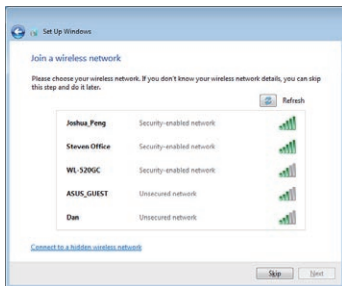 Set Up Windows
Join a wireless network
Please choose your wireless network. If you don't know your wireless network details, you can skip
this step and do it later.
Refresh
Joshua_Peng Security-enabled network
Steven Office Security-enabled network
WL-520GC Security-enabled network
ASUS_GUEST Unsecured network
Dan Unsecured network
Connect to a hidden wireless network
Skip Next